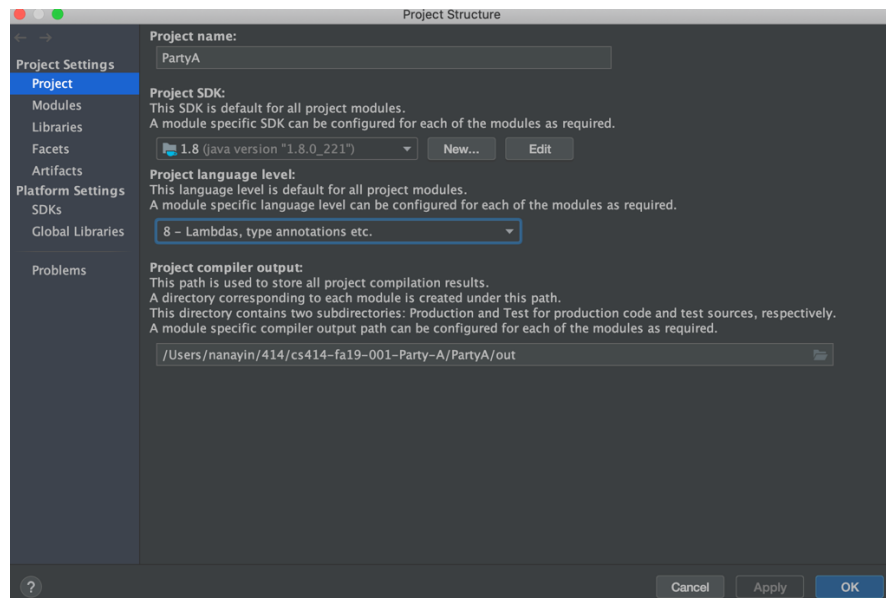 Project Structure
Project Settings
Project
Modules
Libraries
Facets
Artifacts
Platform Settings
SDKs
Global Libraries
Problems
Project name:
PartyA
Project SDK:
This SDK is default for all project modules.
A module specific SDK can be configured for each of the modules as required.
1.8 (java version "1.8.0_221")
New...
Edit
Project language level:
This language level is default for all project modules.
A module specific language level can be configured for each of the modules as required.
8 – Lambdas, type annotations etc.
Project compiler output:
This path is used to store all project compilation results.
A directory corresponding to each module is created under this path.
This directory contains two subdirectories: Production and Test for production code and test sources, respectively.
A module specific compiler output path can be configured for each of the modules as required.
/Users/nanayin/414/cs414-fa19-001-Party-A/PartyA/out
?
Cancel
Apply
OK